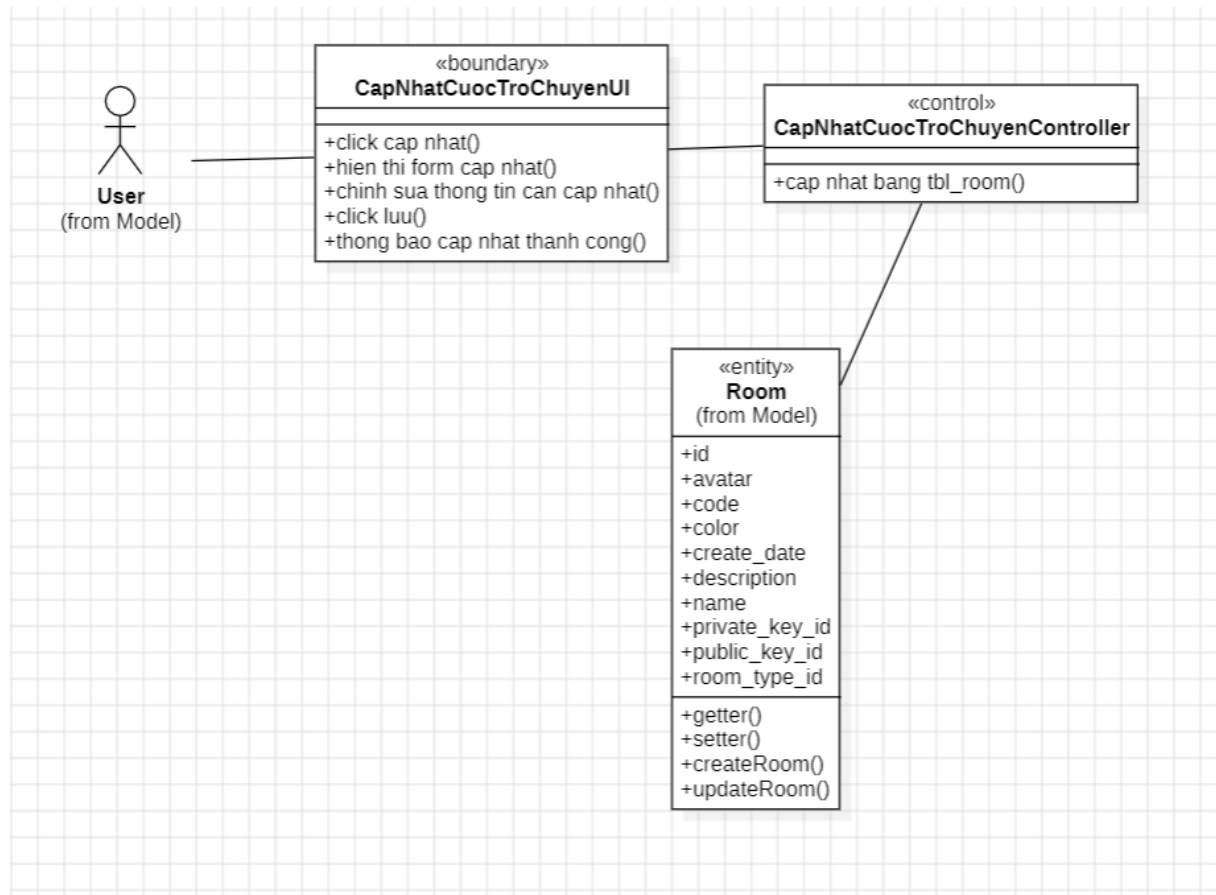 User
(from Model)
«boundary»
CapNhatCuocTroChuyenUI
+click cap nhat()
+hien thi form cap nhat()
+chinh sua thong tin can cap nhat()
+click luu()
+thong bao cap nhat thanh cong()
«control»
CapNhatCuocTroChuyenController
+cap nhat bang tbl_room()
«entity»
Room
(from Model)
+id
+avatar
+code
+color
+create_date
+description
+name
+private_key_id
+public_key_id
+room_type_id
+getter()
+setter()
+createRoom()
+updateRoom()